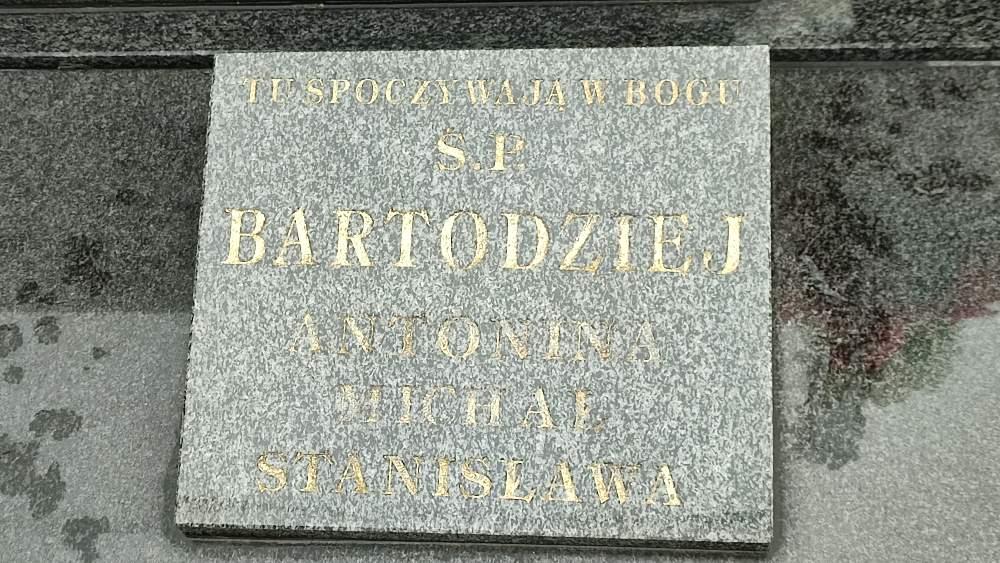 TU SPOCZYWAJĄ W BOGU
Ś.P.
BARTODZIEJ
ANTONINA
MICHAŁ
STANISŁAWA